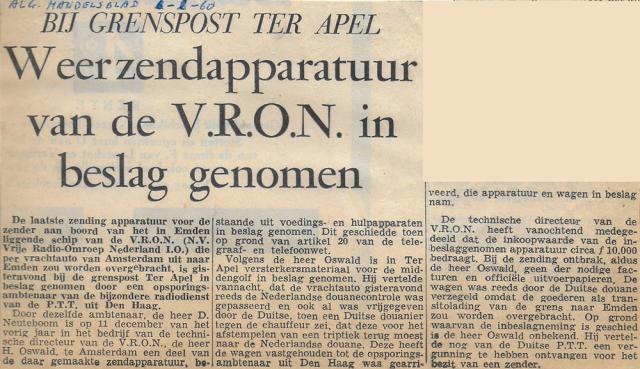 ALG. HANDELSBLAD 6-2-60
BIJ GRENSPOST TER APEL
Weer zendapparatuur
van de V.R.O.N. in
beslag genomen
De laatste zending apparatuur voor de
zender aan boord van het in Emden
liggende schip van de V.R.O.N. (N.V.
Vrije Radio-Omroep Nederland I.O.) die
per vrachtauto van Amsterdam uit naar
Emden zou worden overgebracht, is gis-
teravond bij de grenspost Ter Apel in
beslag genomen door een opsporings-
ambtenaar van de bijzondere radiodienst
van de P.T.T. uit Den Haag.
Door dezelfde ambtenaar, de heer D.
Neuteboom is op 11 december van het
vorig jaar in het bedrijf van de techni-
sche directeur van de V.R.O.N., de heer
H. Oswald, te Amsterdam een deel van
de daar gemaakte zendapparatuur, be-
staande uit voedings- en hulpapparaten
in beslag genomen. Dit geschiedde toen
op grond van artikel 20 van de tele-
graaf- en telefoonwet.
Volgens de heer Oswald is in Ter
Apel versterkersmateriaal voor de mid-
dengolf in beslag genomen. Hij vertelde
vannacht, dat de vrachtauto gisteravond
reeds de Nederlandse douanecontrole was
gepasseerd en ook al was vrijgegeven
door de Duitse, toen een Duitse douanier
tegen de chauffeur zei, dat deze voor het
afstempelen van een triptiek terug moest
naar de Nederlandse douane. Deze heeft
de wagen vastgehouden tot de opsporings-
ambtenaar uit Den Haag was gearri-
veerd, die apparatuur en wagen in beslag
nam.
De technische directeur van de
V.R.O.N. heeft vanochtend medege-
deeld dat de inkoopwaarde van de in
beslaggenomen apparatuur circa ƒ 10.000
bedraagt. Bij de zending ontbrak, aldus
de heer Oswald, geen der nodige fac-
turen en officiële uitvoerpapieren. De
wagen was reeds door de Duitse douane
verzegeld omdat de goederen als tran-
sitolading van de grens naar Emden
zou worden overgebracht. Op grond
waarvan de inbeslagneming is geschied
is de heer Oswald onbekend. Hij vertel-
de nog van de Duitse P.T.T. een ver-
gunning te hebben ontvangen voor het
bezit van een zender.